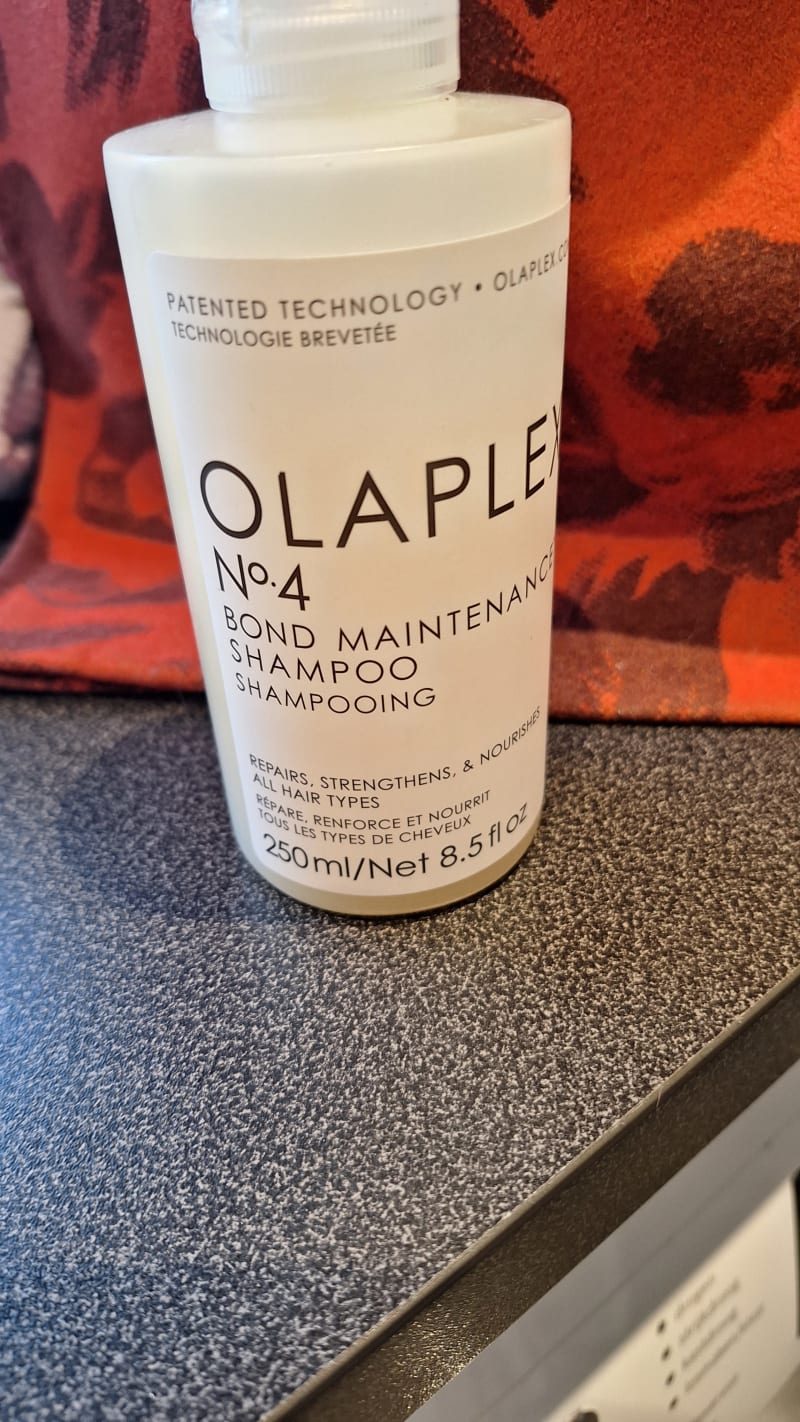 PATENTED TECHNOLOGY • OLAPLEX.CO
TECHNOLOGIE BREVETÉE
OLAPLEX
Nº.4
BOND MAINTENANCE
SHAMPOO
SHAMPOOING
REPAIRS, STRENGTHENS, & NOURISHES
ALL HAIR TYPES
RÉPARE, RENFORCE ET NOURRIT
TOUS LES TYPES DE CHEVEUX
250ml/Net 8.5 fl oz